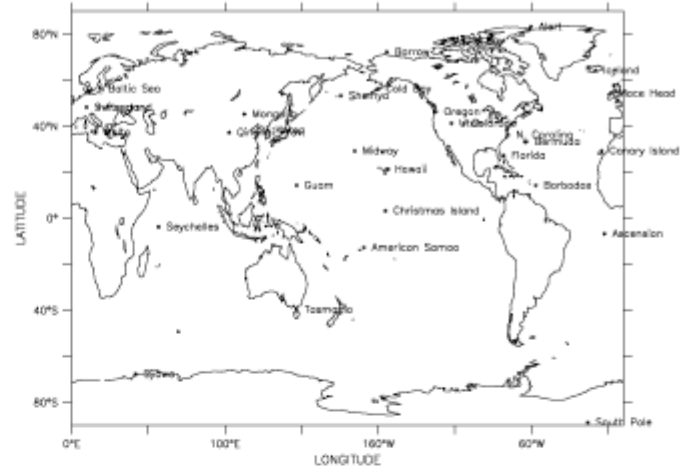 80°N
Alert
Barrow
Iceland
Baltic Sea
Cold Bay
Shemya
Mace Head
Mongolia
Oregon
40°N
N. Carolina
Bermuda
Midway
Florida
Canary Island
Hawaii
Guam
Barbados
Christmas Island
0°
Seychelles
Ascension
American Samoa
LATITUDE
40°S
Tasmania
Syowa
80°S
South Pole
0°E
100°E
160°W
60°W
LONGITUDE